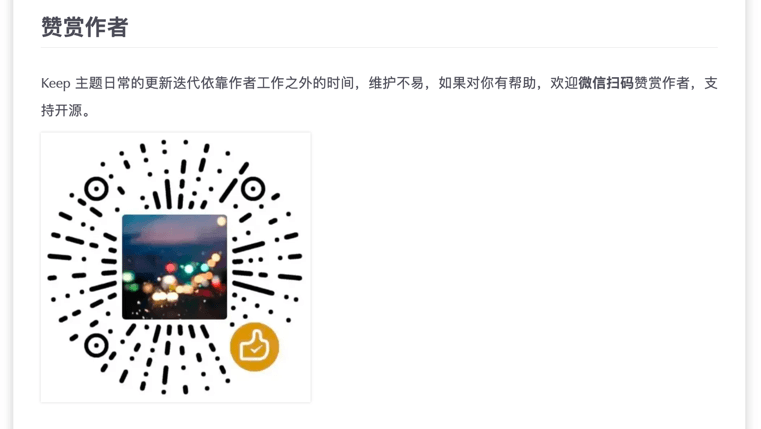 赞赏作者
Keep 主题日常的更新迭代依靠作者工作之外的时间，维护不易，如果对你有帮助，欢迎微信扫码赞赏作者，支
持开源。